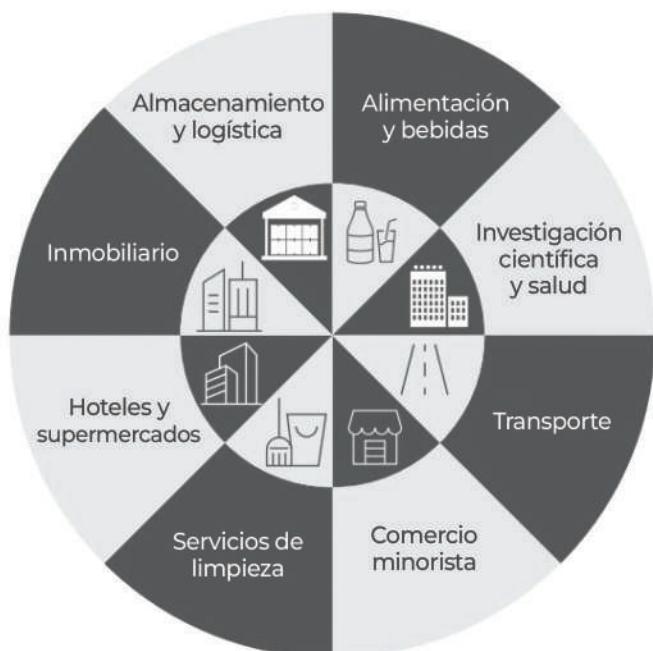 Almacenamiento
y logística
Alimentación
y bebidas
Inmobiliario
Investigación
científica
y salud
Hoteles y
supermercados
Transporte
Servicios de
limpieza
Comercio
minorista